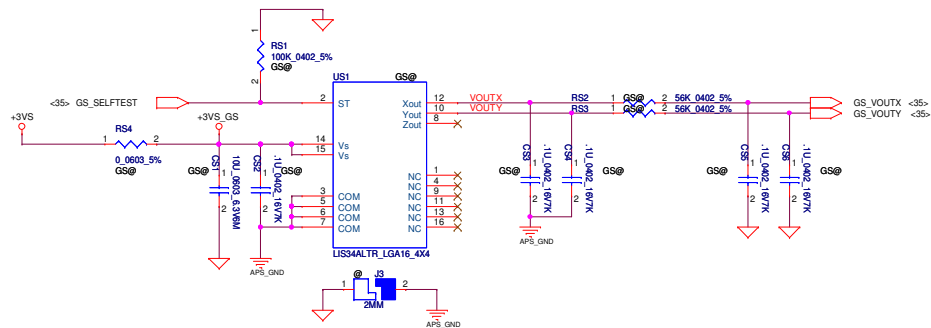 1
RS1
100K_0402_5%
GS@
2
US1
GS@
<35> GS_SELFTEST
2 ST
Xout 12 VOUTX
Yout 10 VOUTY
Zout 8
RS2 GS@ 56K_0402_5%
RS3 GS@ 56K_0402_5%
1 2
1 2
GS_VOUTX <35>
GS_VOUTY <35>
+3VS
+3VS_GS
RS4
1 2
0_0603_5%
GS@
14 Vs
15 Vs
GS@
CS1
10U_0603_6.3V6M
1
2
GS@
CS2
.1U_0402_16V7K
1
2
3 COM
5 COM
6 COM
7 COM
NC 1
NC 4
NC 9
NC 11
NC 13
NC 16
LIS34ALTR_LGA16_4X4
GS@
CS3
.1U_0402_16V7K
1
2
GS@
CS4
.1U_0402_16V7K
1
2
GS@
CS5
.1U_0402_16V7K
1
2
GS@
CS6
.1U_0402_16V7K
1
2
APS_GND
APS_GND
@ J3
1 2
2MM
APS_GND